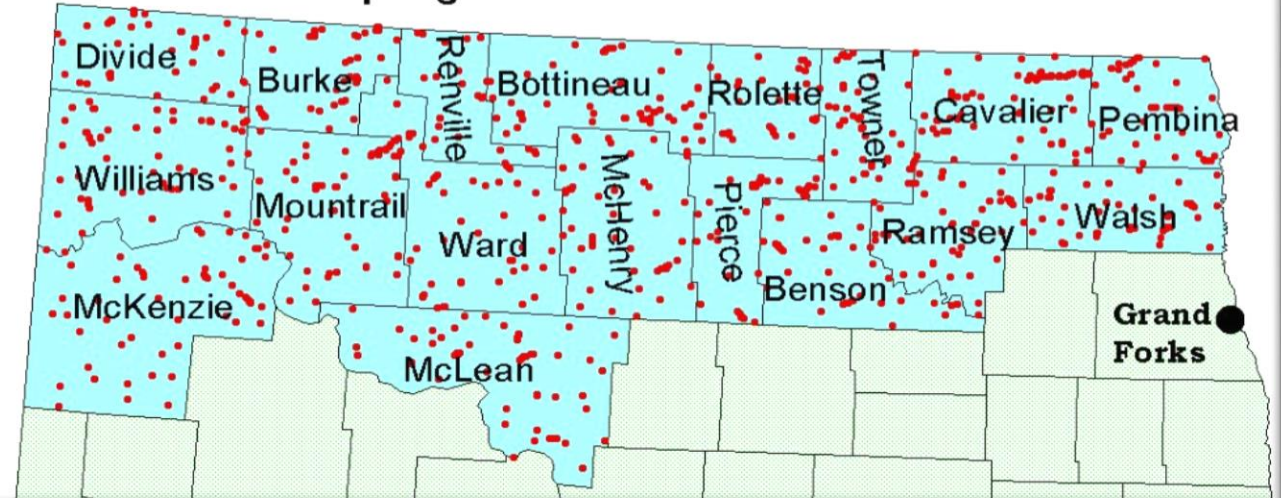 Divide
Burke
Renville
Bottineau
Rolette
Towner
Cavalier
Pembina
Williams
Mountrail
Ward
McHenry
Pierce
Benson
Ramsey
Walsh
McKenzie
McLean
Grand
Forks